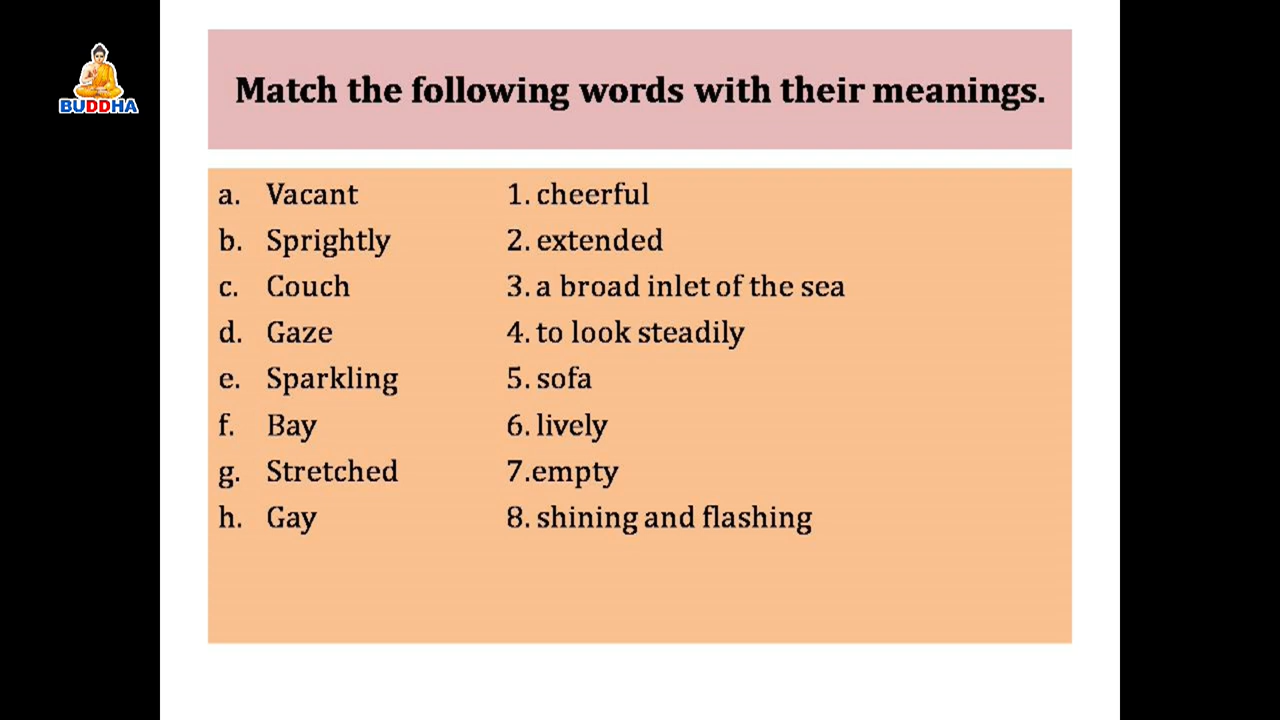 BUDDHA
Match the following words with their meanings.
a. Vacant 1. cheerful
b. Sprightly 2. extended
c. Couch 3. a broad inlet of the sea
d. Gaze 4. to look steadily
e. Sparkling 5. sofa
f. Bay 6. lively
g. Stretched 7.empty
h. Gay 8. shining and flashing